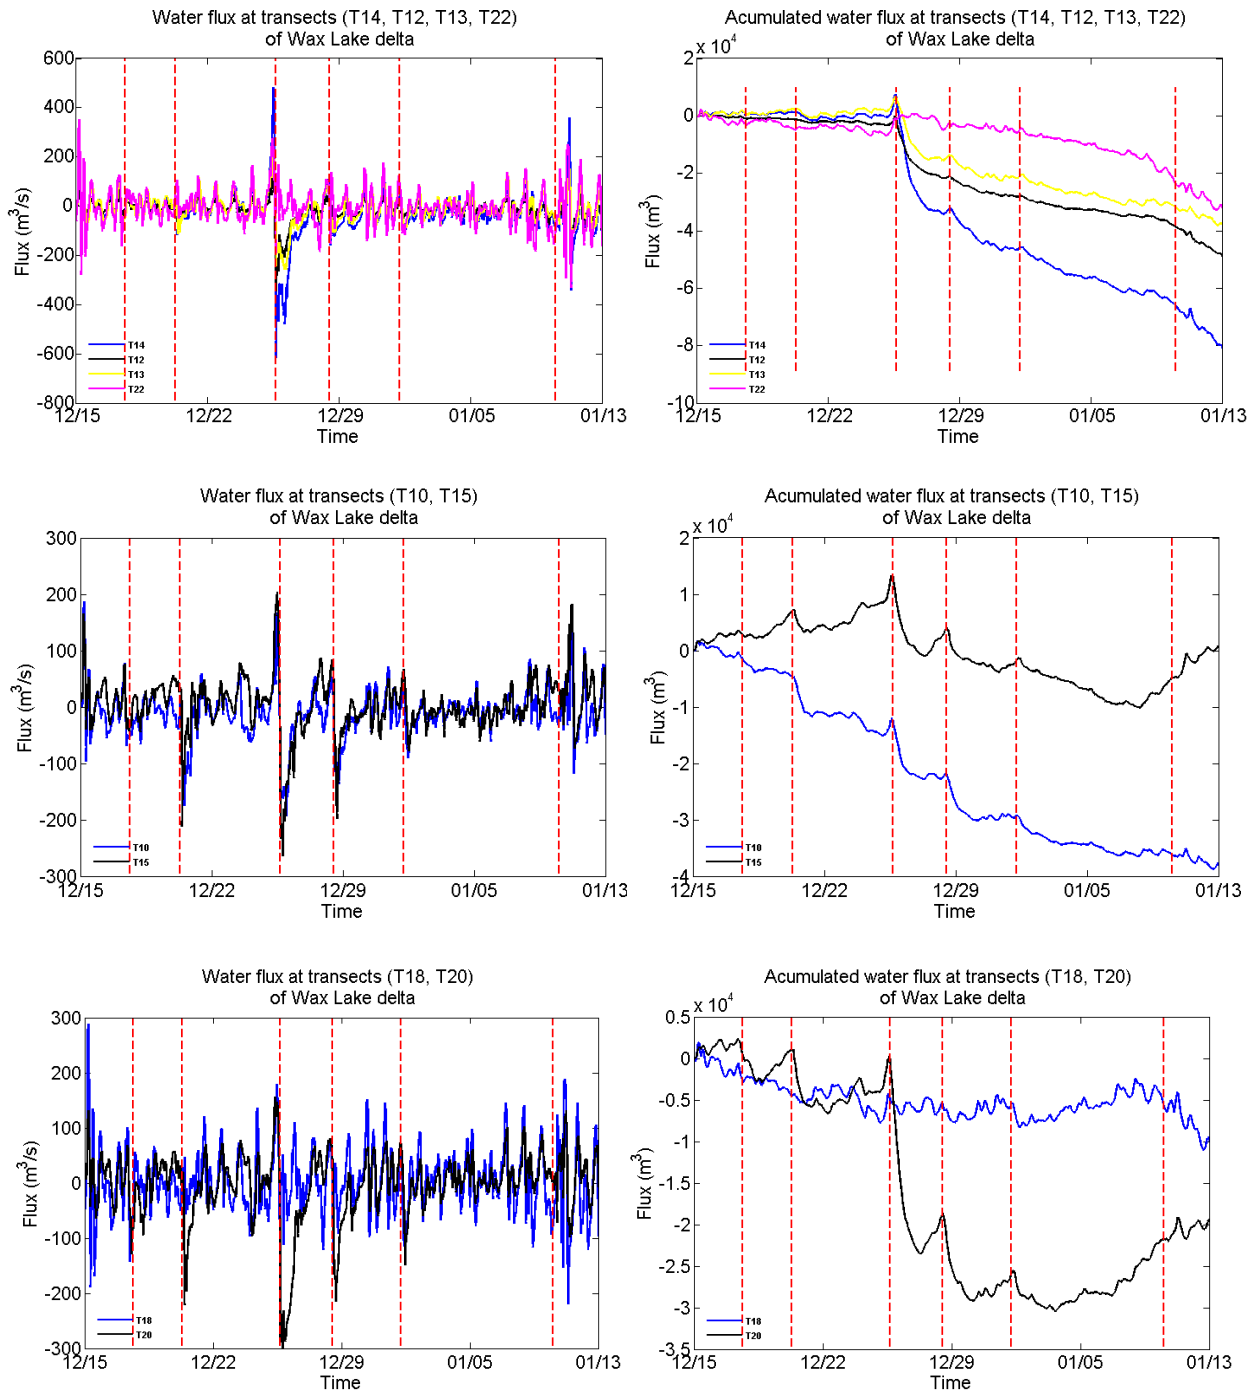 Water flux at transects (T14, T12, T13, T22)
of Wax Lake delta
600
400
200
0
-200
-400
-600
-800
Flux (m³/s)
T14
T12
T13
T22
12/15
12/22
12/29
01/05
01/13
Time
Acumulated water flux at transects (T14, T12, T13, T22)
of Wax Lake delta
x 10⁴
2
0
-2
-4
-6
-8
-10
Flux (m³)
T14
T12
T13
T22
12/15
12/22
12/29
01/05
01/13
Time
Water flux at transects (T10, T15)
of Wax Lake delta
300
200
100
0
-100
-200
-300
Flux (m³/s)
T10
T15
12/15
12/22
12/29
01/05
01/13
Time
Acumulated water flux at transects (T10, T15)
of Wax Lake delta
x 10⁴
2
1
0
-1
-2
-3
-4
Flux (m³)
T10
T15
12/15
12/22
12/29
01/05
01/13
Time
Water flux at transects (T18, T20)
of Wax Lake delta
300
200
100
0
-100
-200
-300
Flux (m³/s)
T18
T20
12/15
12/22
12/29
01/05
01/13
Time
Acumulated water flux at transects (T18, T20)
of Wax Lake delta
x 10⁴
0.5
0
-0.5
-1
-1.5
-2
-2.5
-3
-3.5
Flux (m³)
T18
T20
12/15
12/22
12/29
01/05
01/13
Time